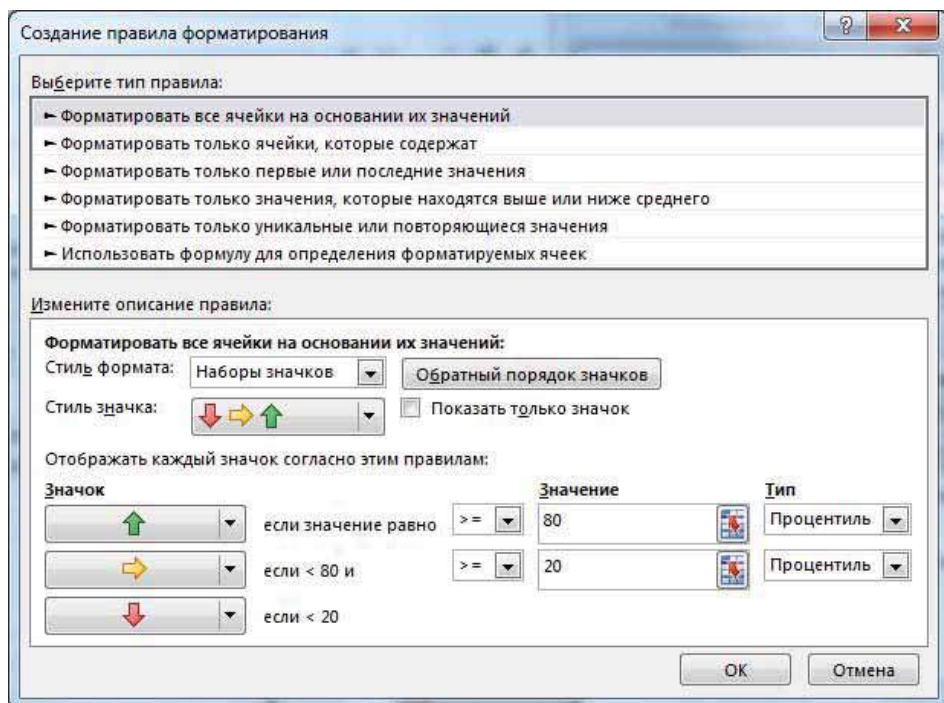 Создание правила форматирования
Выберите тип правила:
► Форматировать все ячейки на основании их значений
► Форматировать только ячейки, которые содержат
► Форматировать только первые или последние значения
► Форматировать только значения, которые находятся выше или ниже среднего
► Форматировать только уникальные или повторяющиеся значения
► Использовать формулу для определения форматируемых ячеек
Измените описание правила:
Форматировать все ячейки на основании их значений:
Стиль формата: Наборы значков Обратный порядок значков
Стиль значка: Показать только значок
Отображать каждый значок согласно этим правилам:
Значок Значение Тип
если значение равно >= 80 Процентиль
если < 80 и >= 20 Процентиль
если < 20
ОК Отмена